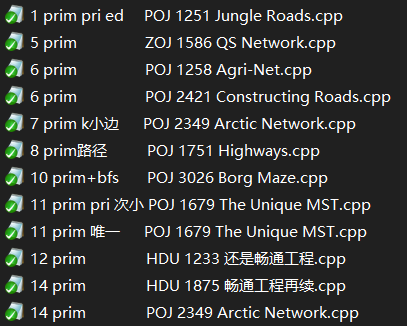 1 prim pri ed POJ 1251 Jungle Roads.cpp
5 prim ZOJ 1586 QS Network.cpp
6 prim POJ 1258 Agri-Net.cpp
6 prim POJ 2421 Constructing Roads.cpp
7 prim k小边 POJ 2349 Arctic Network.cpp
8 prim路径 POJ 1751 Highways.cpp
10 prim+bfs POJ 3026 Borg Maze.cpp
11 prim pri 次小 POJ 1679 The Unique MST.cpp
11 prim 唯一 POJ 1679 The Unique MST.cpp
12 prim HDU 1233 还是畅通工程.cpp
14 prim HDU 1875 畅通工程再续.cpp
14 prim POJ 2349 Arctic Network.cpp